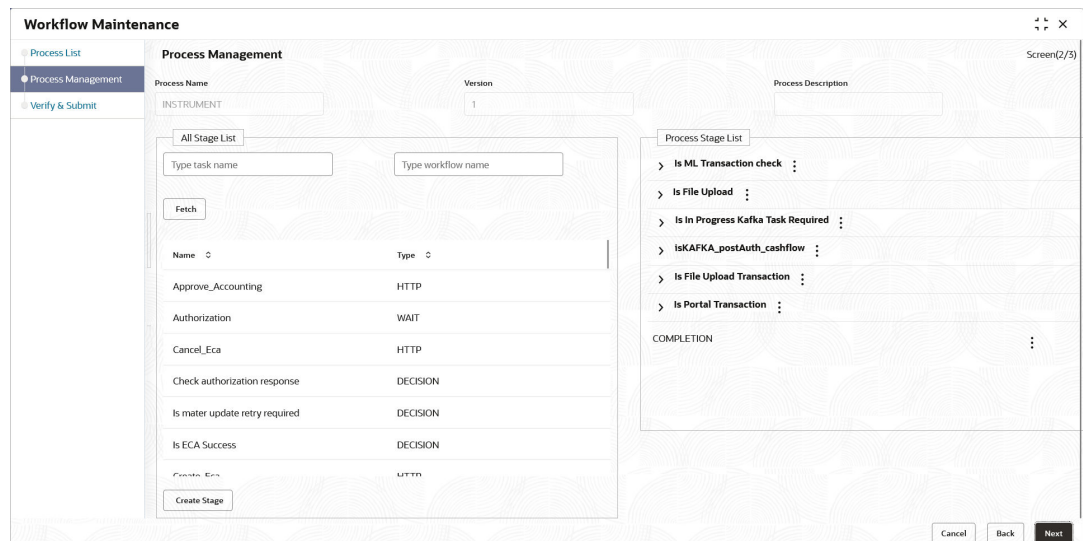 Workflow Maintenance
Process List
Process Management
Verify & Submit
Process Management
Screen(2/3)
Process Name
Version
Process Description
INSTRUMENT
1
All Stage List
Type task name
Type workflow name
Fetch
Name
Type
Approve_Accounting
HTTP
Authorization
WAIT
Cancel_Eca
HTTP
Check authorization response
DECISION
Is mater update retry required
DECISION
Is ECA Success
DECISION
Create_Eca
HTTP
Create Stage
Process Stage List
Is ML Transaction check
Is File Upload
Is In Progress Kafka Task Required
isKAFKA_postAuth_cashflow
Is File Upload Transaction
Is Portal Transaction
COMPLETION
Cancel
Back
Next